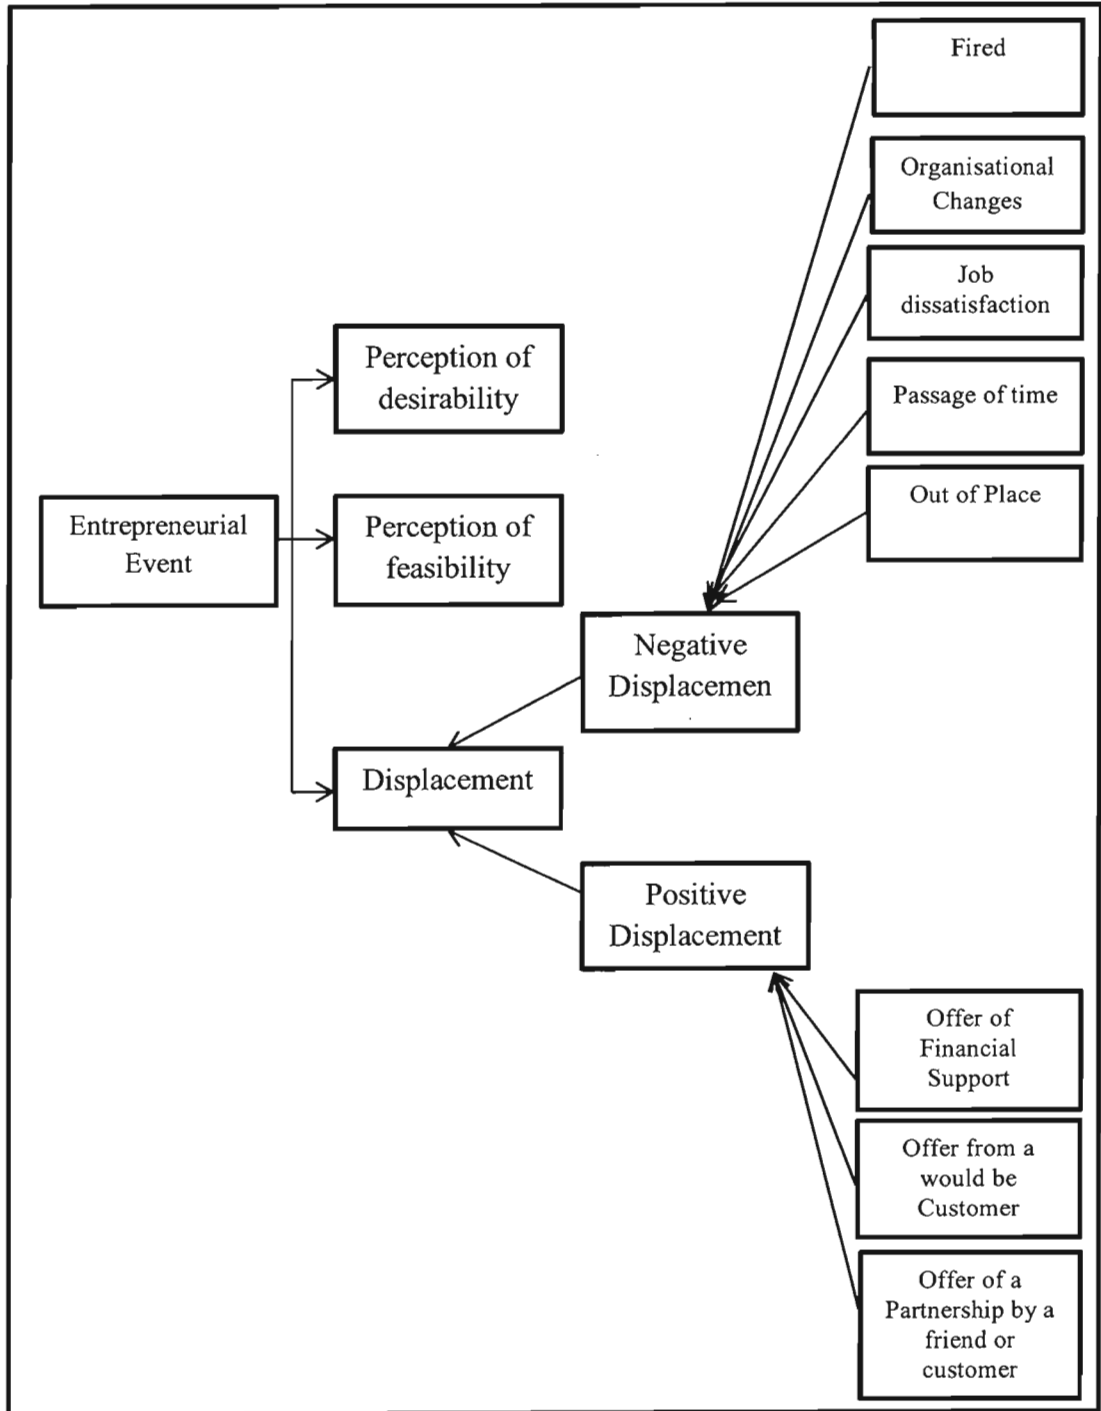 Fired
Organisational
Changes
Job
dissatisfaction
Passage of time
Out of Place
Perception of
desirability
Entrepreneurial
Event
Perception of
feasibility
Negative
Displacemen
Displacement
Positive
Displacement
Offer of
Financial
Support
Offer from a
would be
Customer
Offer of a
Partnership by a
friend or
customer